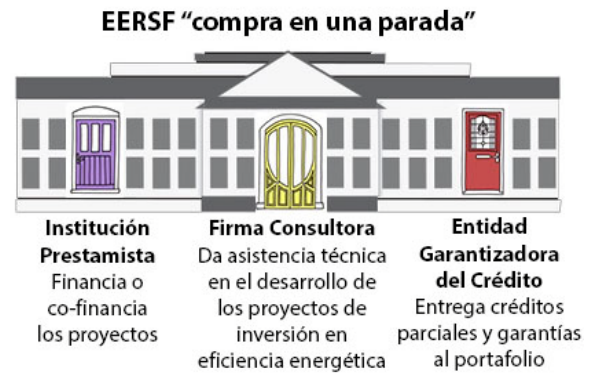 EERSF “compra en una parada”
Institución
Prestamista
Financia o
co-financia
los proyectos
Firma Consultora
Da asistencia técnica
en el desarrollo de
los proyectos de
inversión en
eficiencia energética
Entidad
Garantizadora
del Crédito
Entrega créditos
parciales y garantías
al portafolio